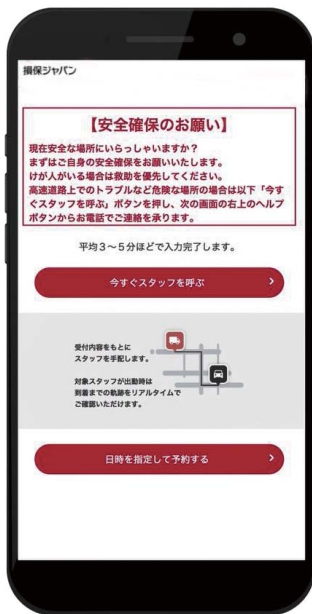 損保ジャパン
【安全確保のお願い】
現在安全な場所にいらっしゃいますか？
まずはご自身の安全確保をお願いいたします。
けが人がいる場合は救助を優先してください。
高速道路上でのトラブルなど危険な場所の場合は以下「今す
ぐスタッフを呼ぶ」ボタンを押し、次の画面の右上のヘルプ
ボタンからお電話でご連絡を承ります。
平均３～５分ほどで入力完了します。
今すぐスタッフを呼ぶ
受付内容をもとに
スタッフを手配します。
対象スタッフが出動時は
到着までの軌跡をリアルタイムで
ご確認いただけます。
日時を指定して予約する